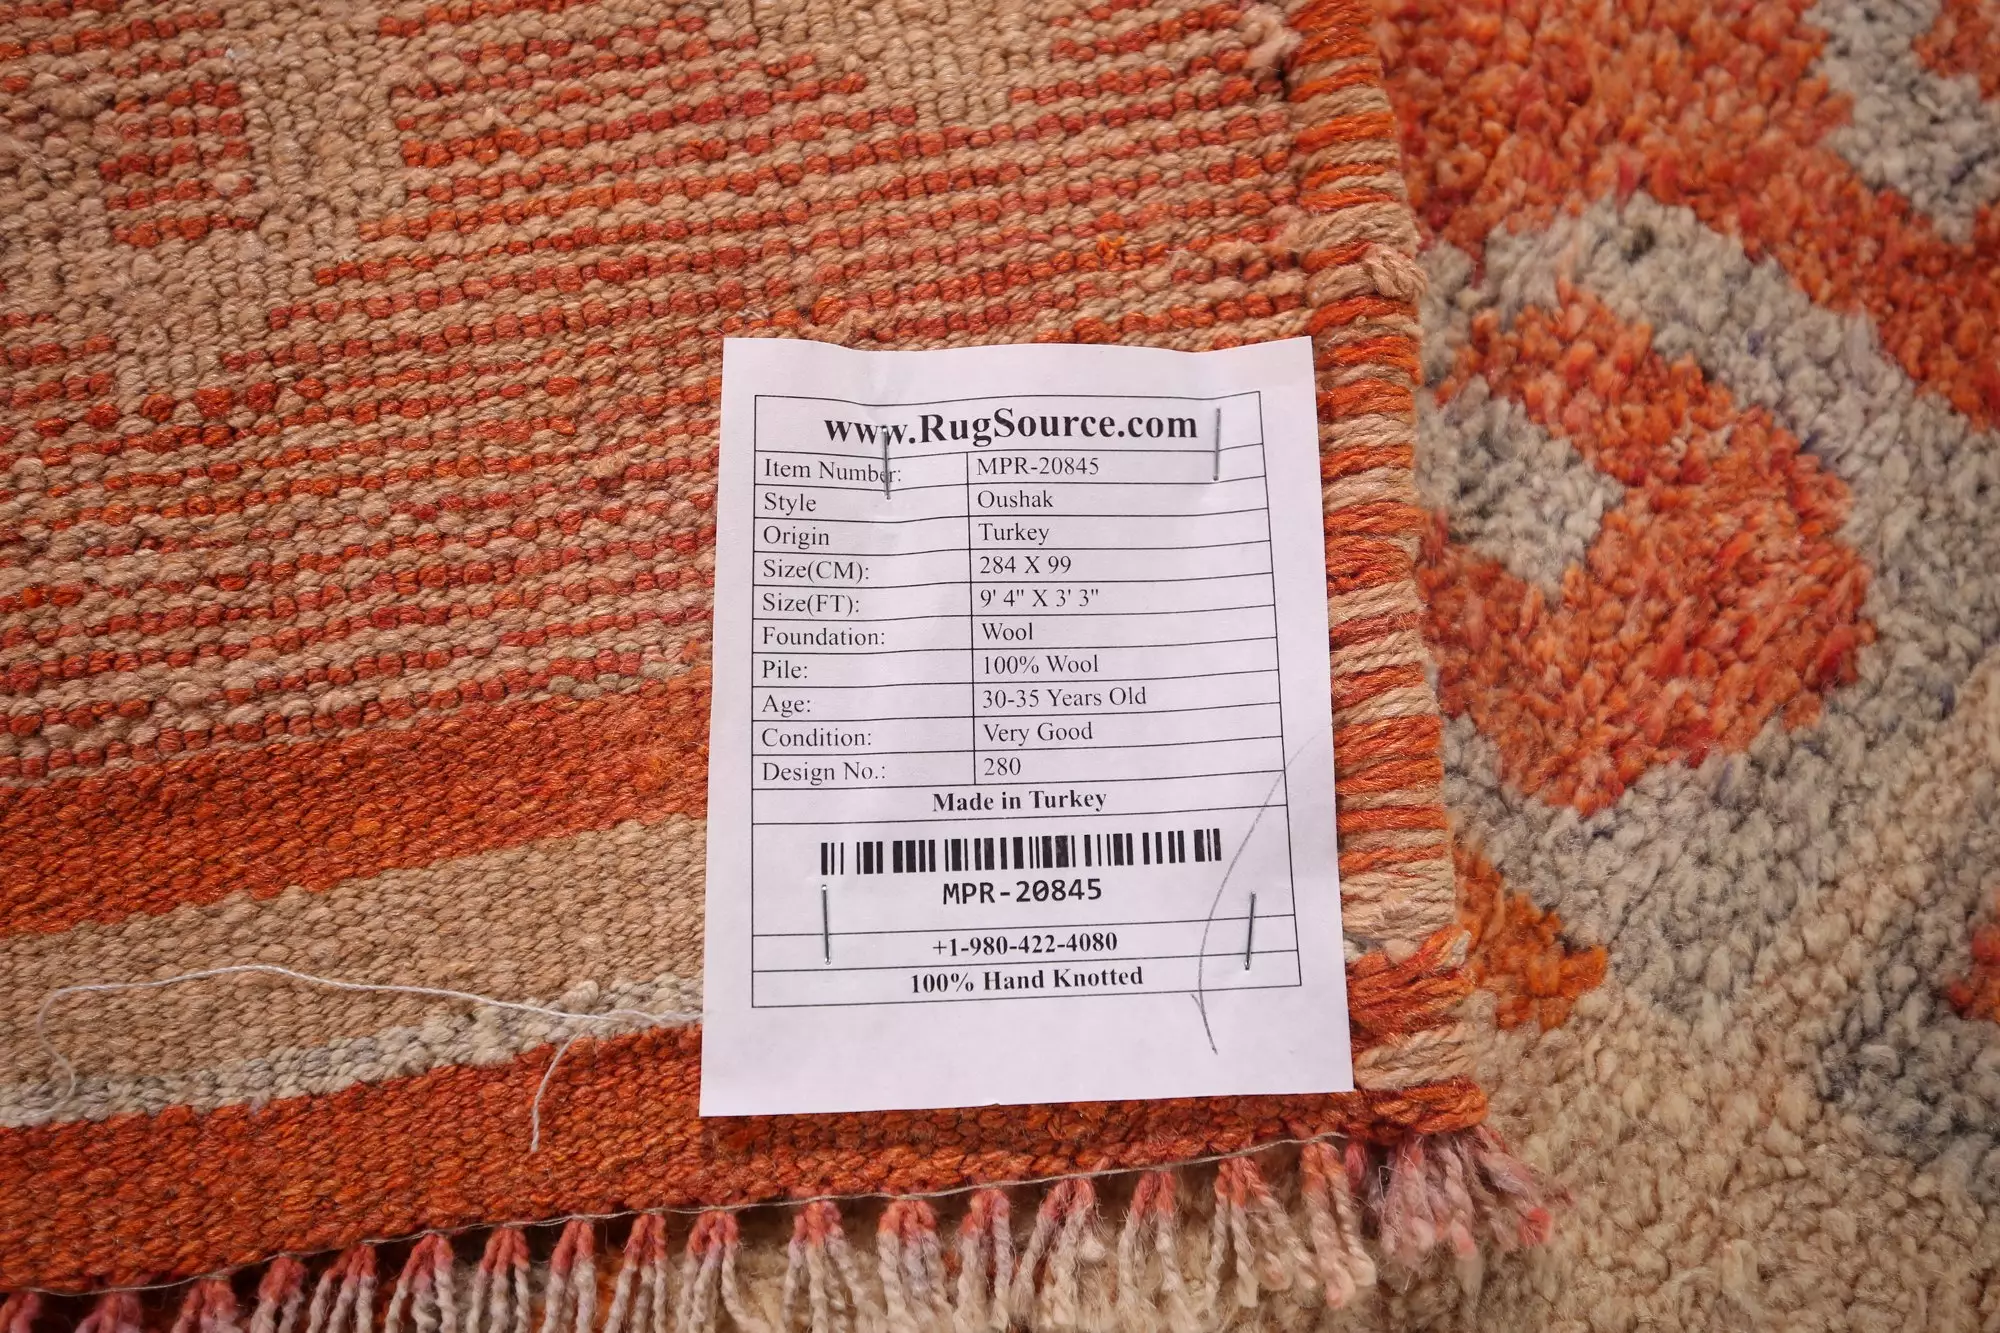 www.RugSource.com
Item Number: MPR-20845
Style Oushak
Origin Turkey
Size(CM): 284 X 99
Size(FT): 9' 4" X 3' 3"
Foundation: Wool
Pile: 100% Wool
Age: 30-35 Years Old
Condition: Very Good
Design No.: 280
Made in Turkey
MPR-20845
+1-980-422-4080
100% Hand Knotted